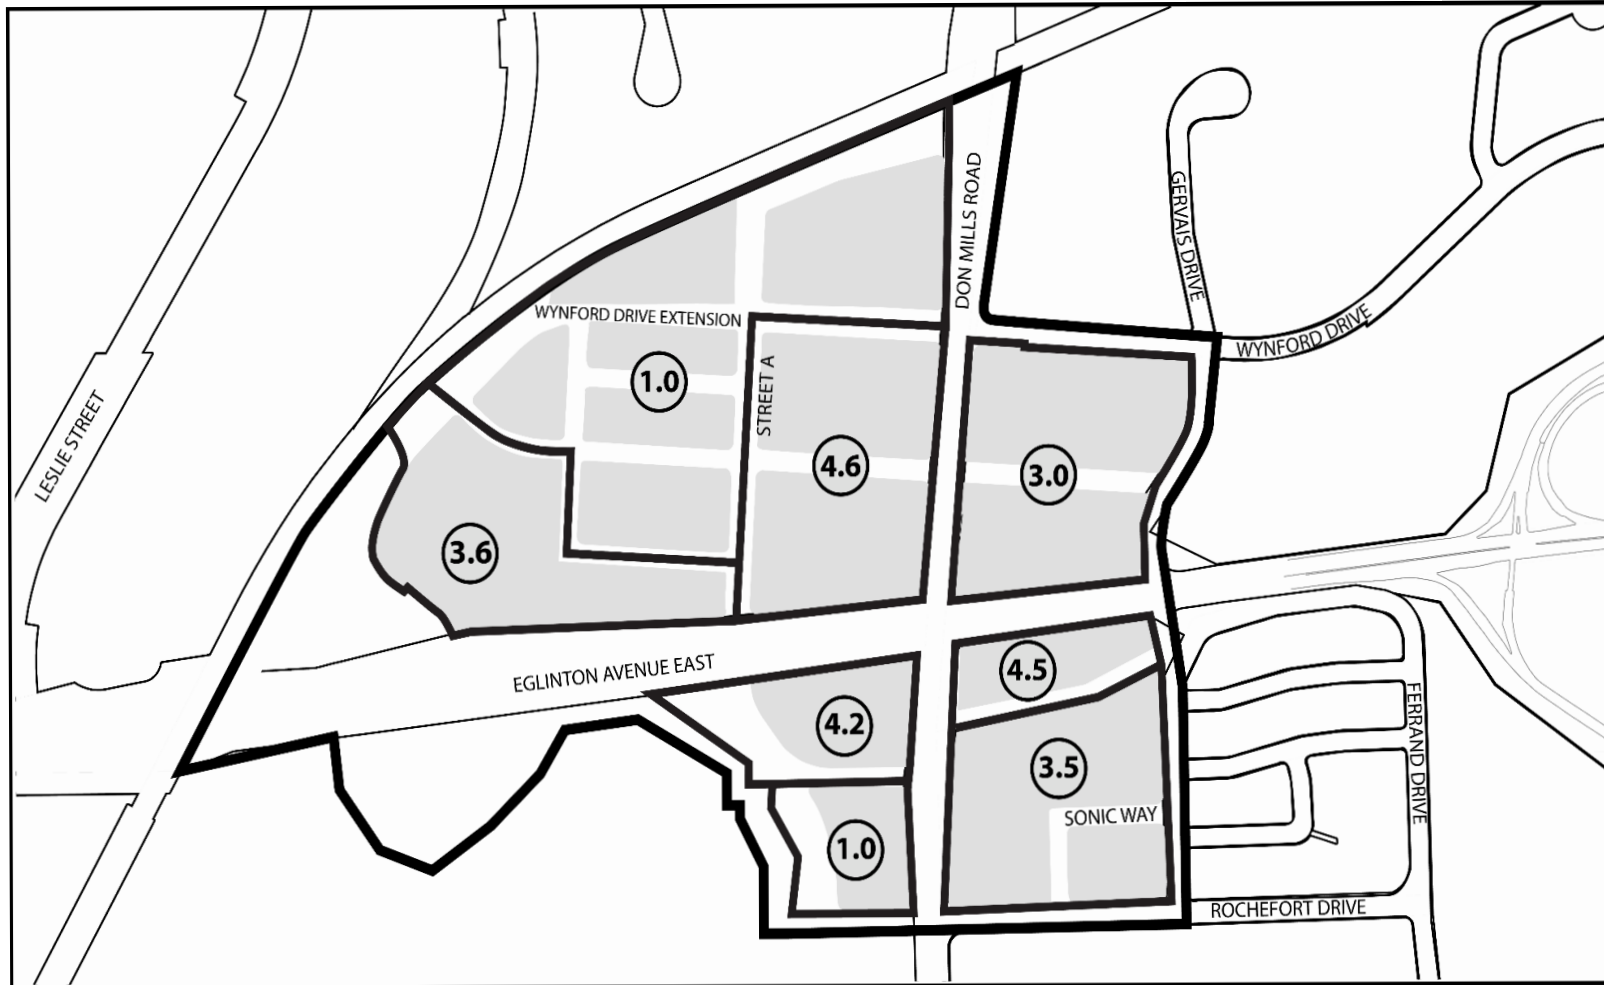 DON MILLS ROAD
GERVAIS DRIVE
WYNFORD DRIVE EXTENSION
WYNFORD DRIVE
1.0
STREET A
LESLIE STREET
4.6
3.0
3.6
EGLINTON AVENUE EAST
4.5
4.2
3.5
FERRAND DRIVE
SONIC WAY
1.0
ROCHEFORT DRIVE